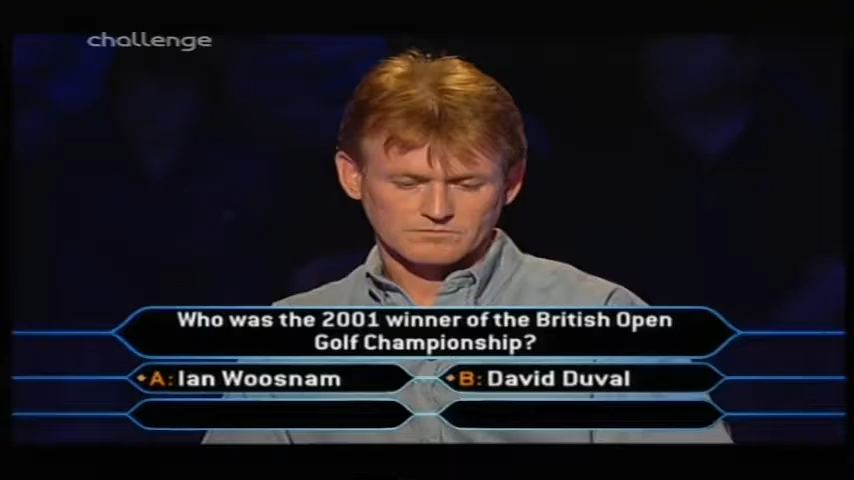 challenge
Who was the 2001 winner of the British Open
Golf Championship?
A: Ian Woosnam
B: David Duval